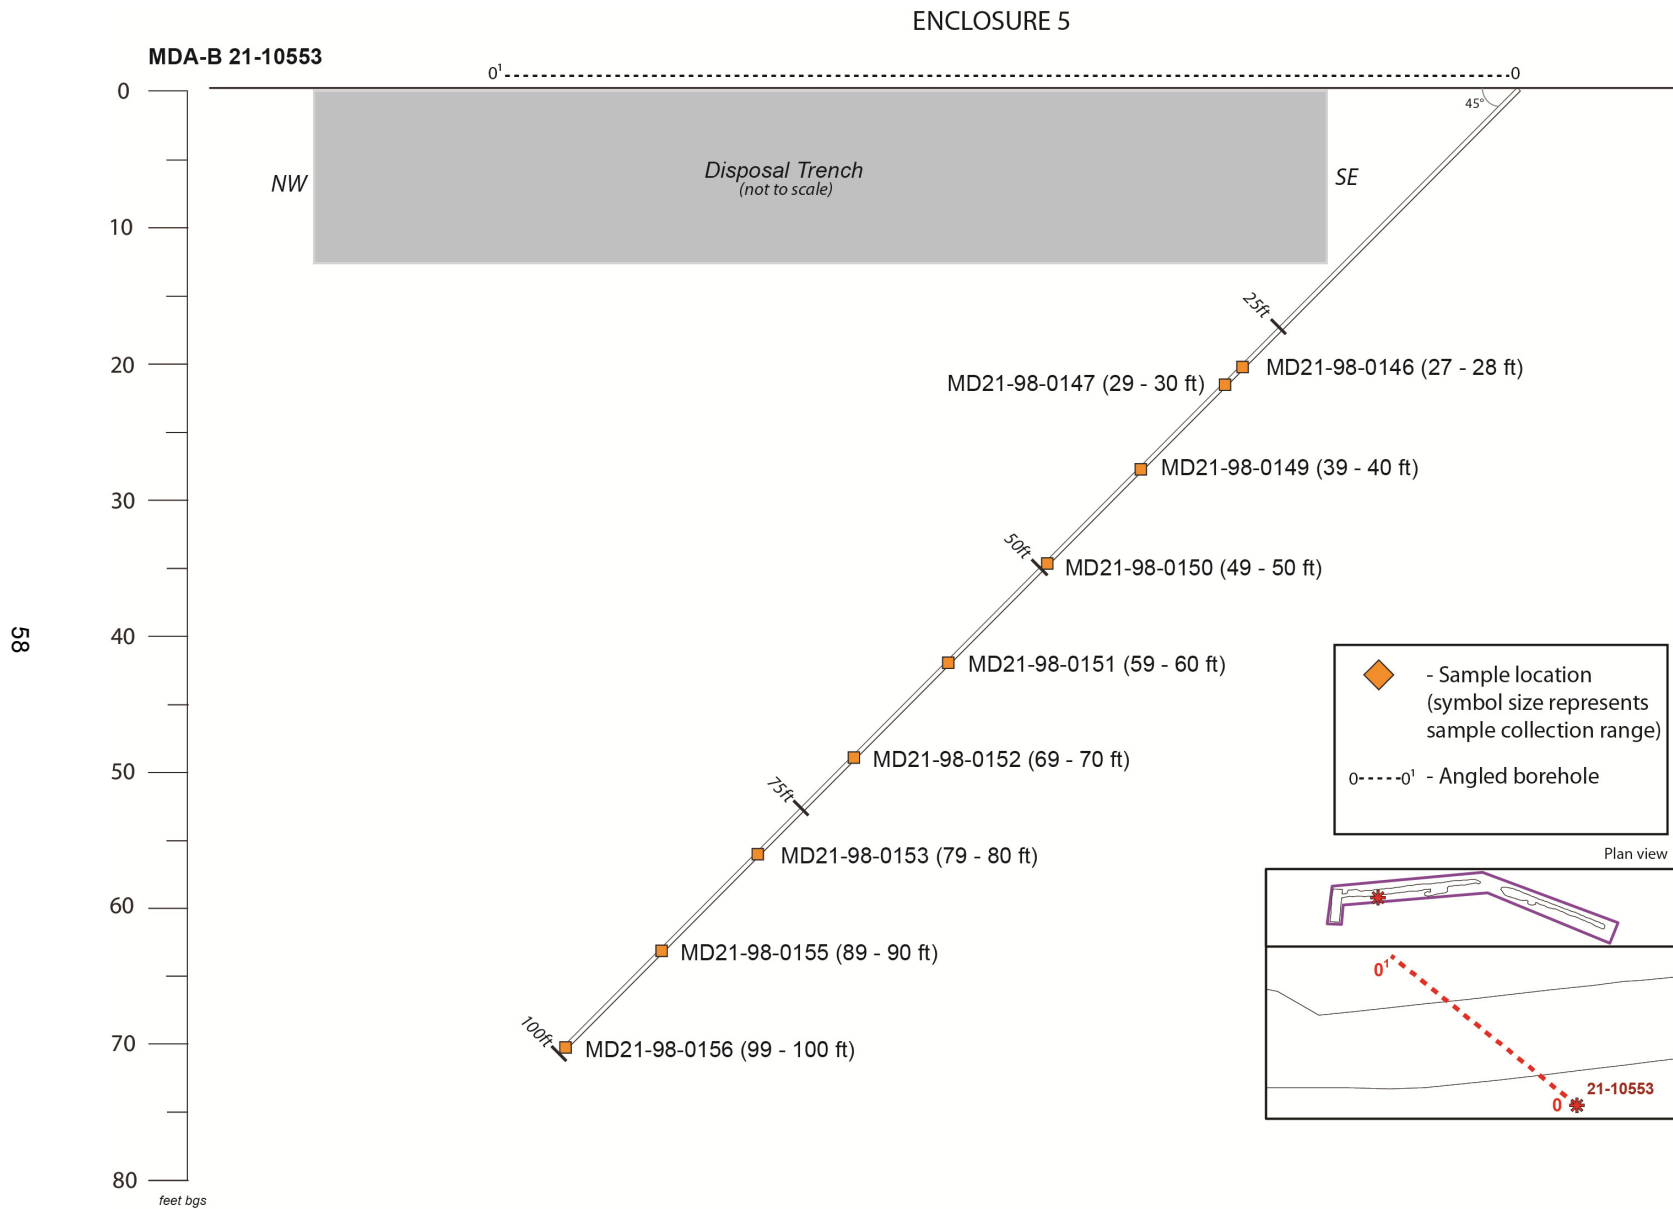 ENCLOSURE 5
MDA-B 21-10553
0¹
0
0
45°
Disposal Trench
(not to scale)
NW
SE
10
25ft
20
MD21-98-0146 (27 - 28 ft)
MD21-98-0147 (29 - 30 ft)
MD21-98-0149 (39 - 40 ft)
30
50ft
MD21-98-0150 (49 - 50 ft)
58
40
MD21-98-0151 (59 - 60 ft)
50
MD21-98-0152 (69 - 70 ft)
75ft
MD21-98-0153 (79 - 80 ft)
60
MD21-98-0155 (89 - 90 ft)
100ft
70
MD21-98-0156 (99 - 100 ft)
80
feet bgs
- Sample location
(symbol size represents
sample collection range)
0-----0¹ - Angled borehole
Plan view
0¹
21-10553
0